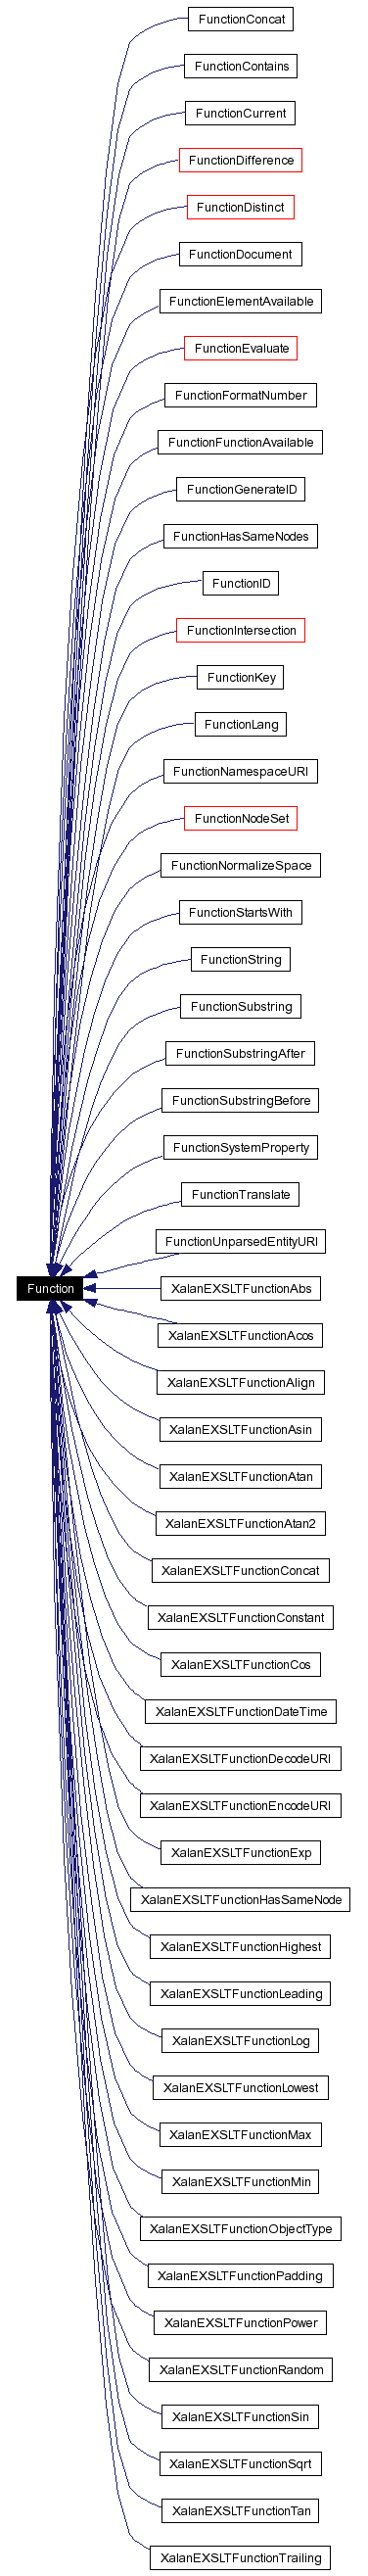 FunctionConcat
FunctionContains
FunctionCurrent
FunctionDifference
FunctionDistinct
FunctionDocument
FunctionElementAvailable
FunctionEvaluate
FunctionFormatNumber
FunctionFunctionAvailable
FunctionGenerateID
FunctionHasSameNodes
FunctionID
FunctionIntersection
FunctionKey
FunctionLang
FunctionNamespaceURI
FunctionNodeSet
FunctionNormalizeSpace
FunctionStartsWith
FunctionString
FunctionSubstring
FunctionSubstringAfter
FunctionSubstringBefore
FunctionSystemProperty
FunctionTranslate
FunctionUnparsedEntityURI
Function
XalanEXSLTFunctionAbs
XalanEXSLTFunctionAcos
XalanEXSLTFunctionAlign
XalanEXSLTFunctionAsin
XalanEXSLTFunctionAtan
XalanEXSLTFunctionAtan2
XalanEXSLTFunctionConcat
XalanEXSLTFunctionConstant
XalanEXSLTFunctionCos
XalanEXSLTFunctionDateTime
XalanEXSLTFunctionDecodeURI
XalanEXSLTFunctionEncodeURI
XalanEXSLTFunctionExp
XalanEXSLTFunctionHasSameNode
XalanEXSLTFunctionHighest
XalanEXSLTFunctionLeading
XalanEXSLTFunctionLog
XalanEXSLTFunctionLowest
XalanEXSLTFunctionMax
XalanEXSLTFunctionMin
XalanEXSLTFunctionObjectType
XalanEXSLTFunctionPadding
XalanEXSLTFunctionPower
XalanEXSLTFunctionRandom
XalanEXSLTFunctionSin
XalanEXSLTFunctionSqrt
XalanEXSLTFunctionTan
XalanEXSLTFunctionTrailing